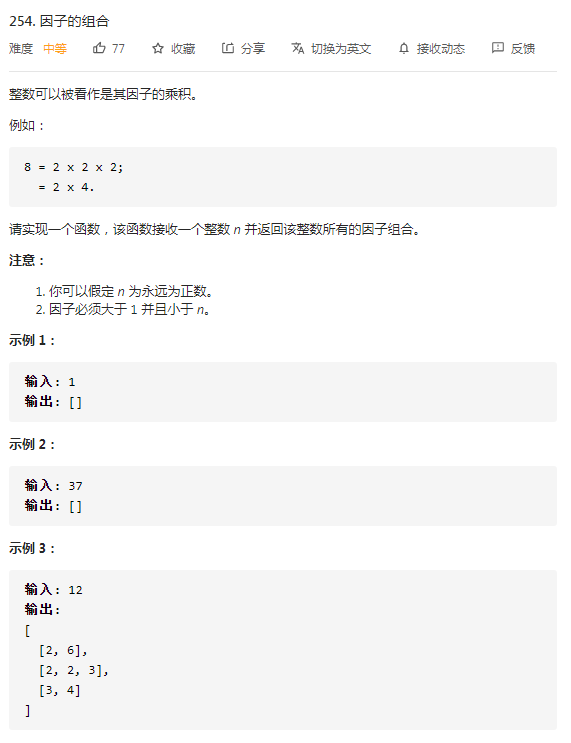 254. 因子的组合
难度 中等 77 收藏 分享 切换为英文 接收动态 反馈
整数可以被看作是其因子的乘积。
例如：
8 = 2 x 2 x 2;
= 2 x 4.
请实现一个函数，该函数接收一个整数 n 并返回该整数所有的因子组合。
注意：
1. 你可以假定 n 为永远为正数。
2. 因子必须大于 1 并且小于 n。
示例 1：
输入: 1
输出: []
示例 2：
输入: 37
输出: []
示例 3：
输入: 12
输出:
[
[2, 6],
[2, 2, 3],
[3, 4]
]